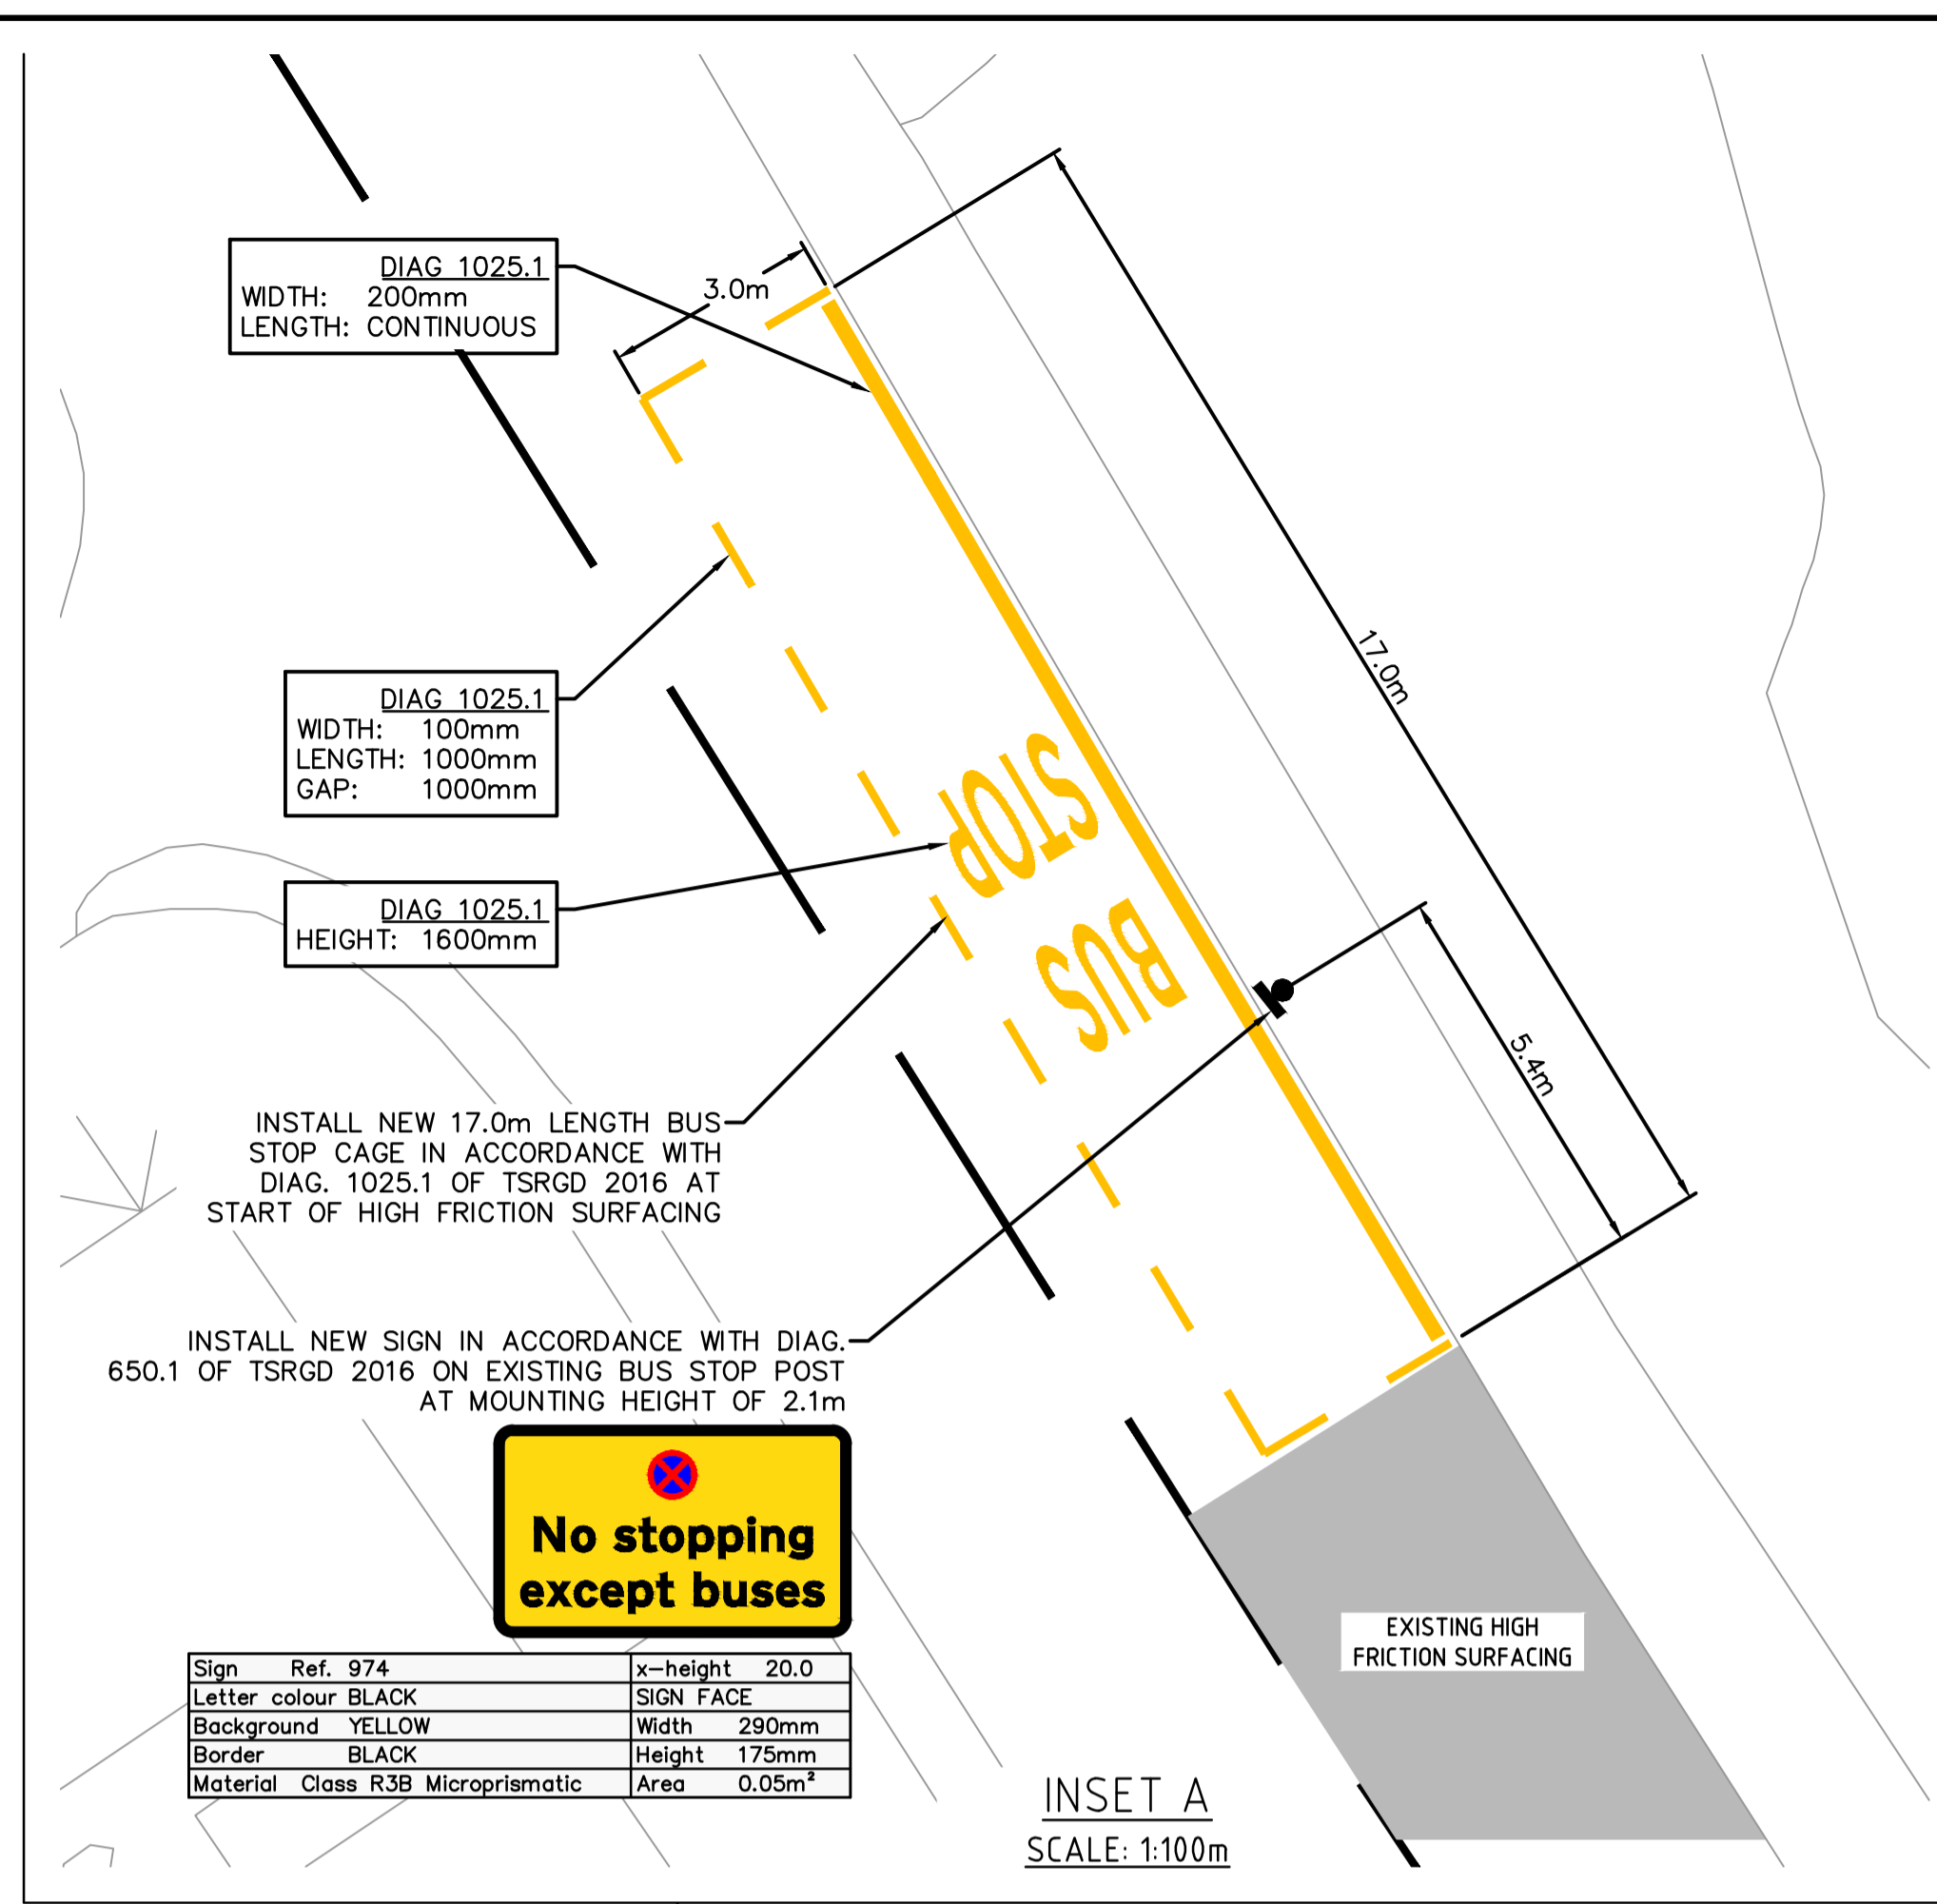 DIAG 1025.1
WIDTH: 200mm
LENGTH: CONTINUOUS
3.0m
17.0m
DIAG 1025.1
WIDTH: 100mm
LENGTH: 1000mm
GAP: 1000mm
DIAG 1025.1
HEIGHT: 1600mm
STOP
BUS
5.4m
INSTALL NEW 17.0m LENGTH BUS
STOP CAGE IN ACCORDANCE WITH
DIAG. 1025.1 OF TSRGD 2016 AT
START OF HIGH FRICTION SURFACING
INSTALL NEW SIGN IN ACCORDANCE WITH DIAG.
650.1 OF TSRGD 2016 ON EXISTING BUS STOP POST
AT MOUNTING HEIGHT OF 2.1m
No stopping
except buses
Sign Ref. 974 x-height 20.0
Letter colour BLACK SIGN FACE
Background YELLOW Width 290mm
Border BLACK Height 175mm
Material Class R3B Microprismatic Area 0.05m²
EXISTING HIGH
FRICTION SURFACING
INSET A
SCALE: 1:100m